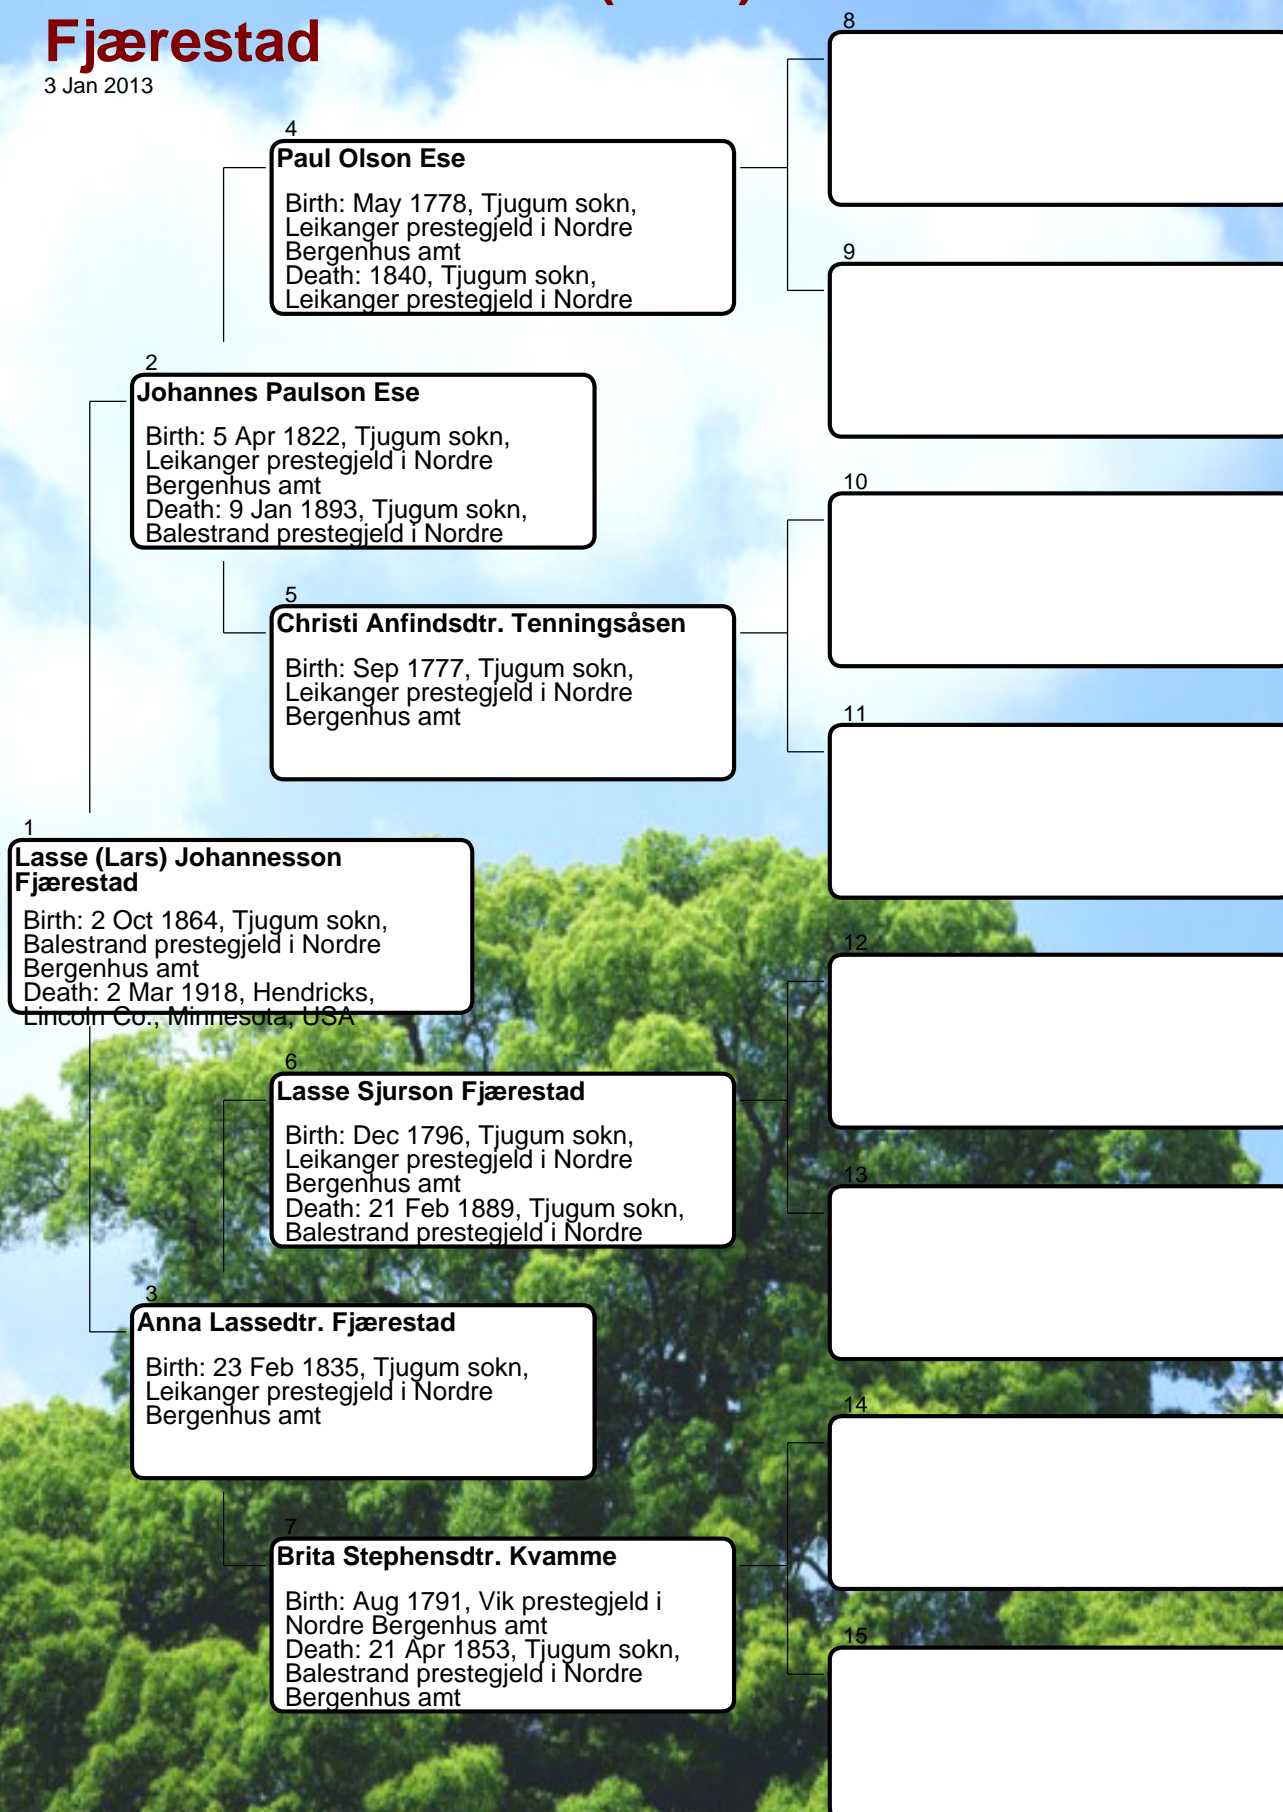 Fjærestad
3 Jan 2013
8
4
Paul Olson Ese
Birth: May 1778, Tjugum sokn,
Leikanger prestegjeld i Nordre
Bergenhus amt
Death: 1840, Tjugum sokn,
Leikanger prestegjeld i Nordre
9
2
Johannes Paulson Ese
Birth: 5 Apr 1822, Tjugum sokn,
Leikanger prestegjeld i Nordre
Bergenhus amt
Death: 9 Jan 1893, Tjugum sokn,
Balestrand prestegjeld i Nordre
10
5
Christi Anfindsdtr. Tenningsåsen
Birth: Sep 1777, Tjugum sokn,
Leikanger prestegjeld i Nordre
Bergenhus amt
11
1
Lasse (Lars) Johannesson
Fjærestad
Birth: 2 Oct 1864, Tjugum sokn,
Balestrand prestegjeld i Nordre
Bergenhus amt
Death: 2 Mar 1918, Hendricks,
Lincoln Co., Minnesota, USA
12
6
Lasse Sjurson Fjærestad
Birth: Dec 1796, Tjugum sokn,
Leikanger prestegjeld i Nordre
Bergenhus amt
Death: 21 Feb 1889, Tjugum sokn,
Balestrand prestegjeld i Nordre
13
3
Anna Lassedtr. Fjærestad
Birth: 23 Feb 1835, Tjugum sokn,
Leikanger prestegjeld i Nordre
Bergenhus amt
14
7
Brita Stephensdtr. Kvamme
Birth: Aug 1791, Vik prestegjeld i
Nordre Bergenhus amt
Death: 21 Apr 1853, Tjugum sokn,
Balestrand prestegjeld i Nordre
Bergenhus amt
15